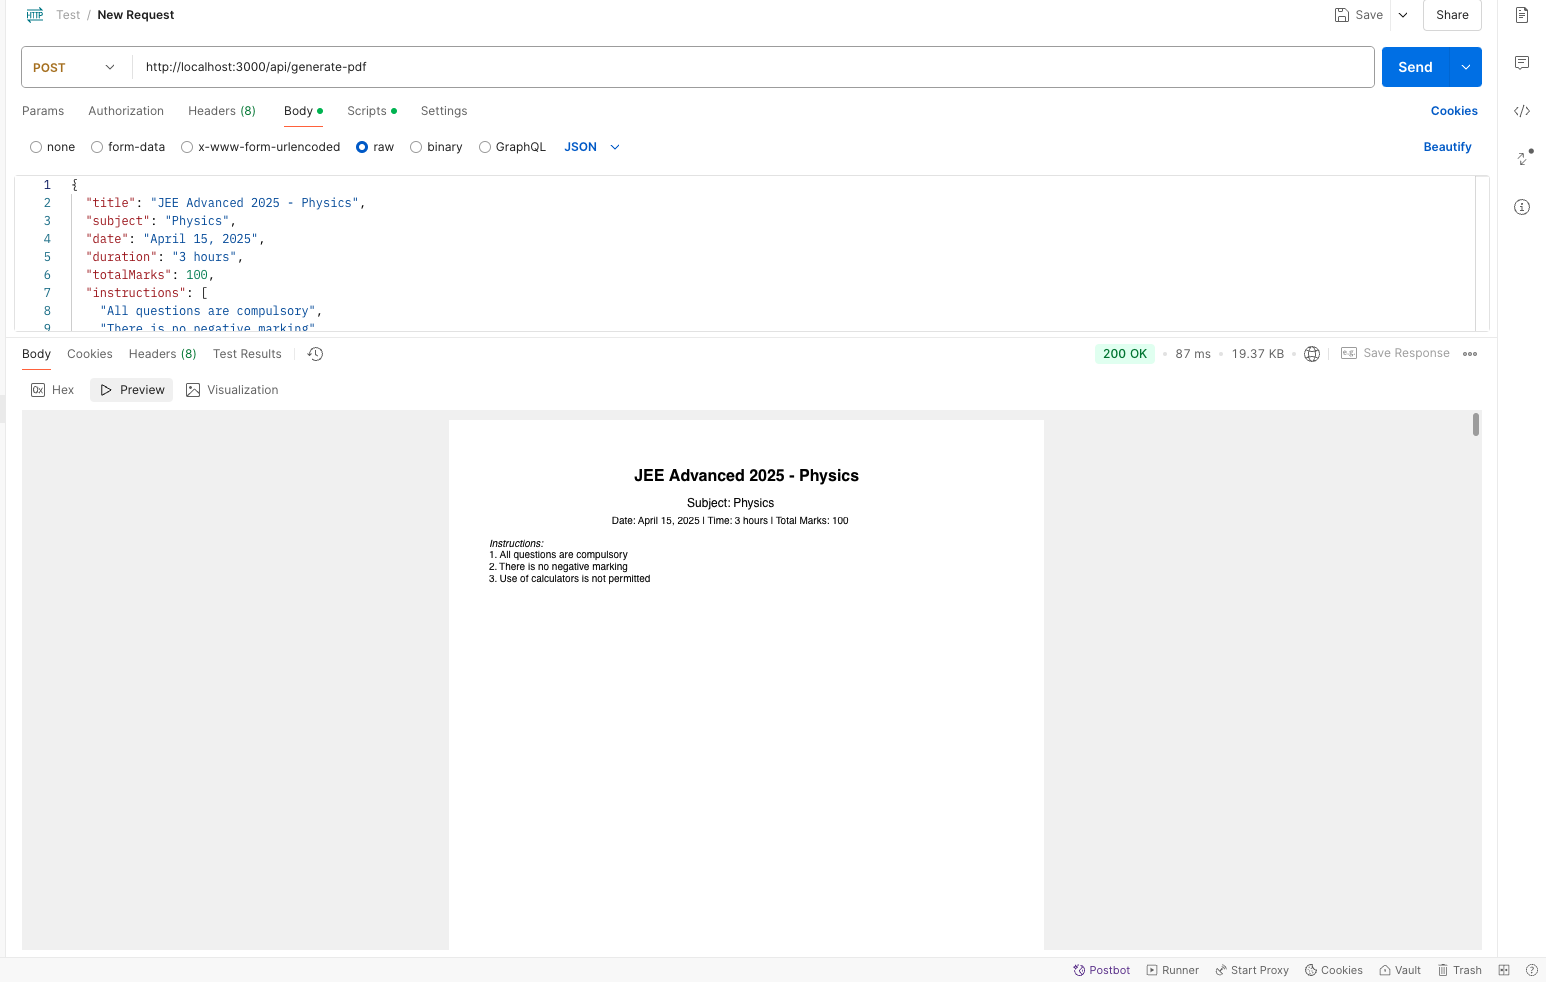 HTTP Test / New Request Save Share
POST http://localhost:3000/api/generate-pdf Send
Params Authorization Headers (8) Body Scripts Settings Cookies
none form-data x-www-form-urlencoded raw binary GraphQL JSON Beautify
1 {
2 "title": "JEE Advanced 2025 - Physics",
3 "subject": "Physics",
4 "date": "April 15, 2025",
5 "duration": "3 hours",
6 "totalMarks": 100,
7 "instructions": [
8 "All questions are compulsory",
9 "There is no negative marking"
Body Cookies Headers (8) Test Results 200 OK 87 ms 19.37 KB e.g. Save Response
0x Hex Preview Visualization
JEE Advanced 2025 - Physics
Subject: Physics
Date: April 15, 2025 | Time: 3 hours | Total Marks: 100
Instructions:
1. All questions are compulsory
2. There is no negative marking
3. Use of calculators is not permitted
Postbot Runner Start Proxy Cookies Vault Trash